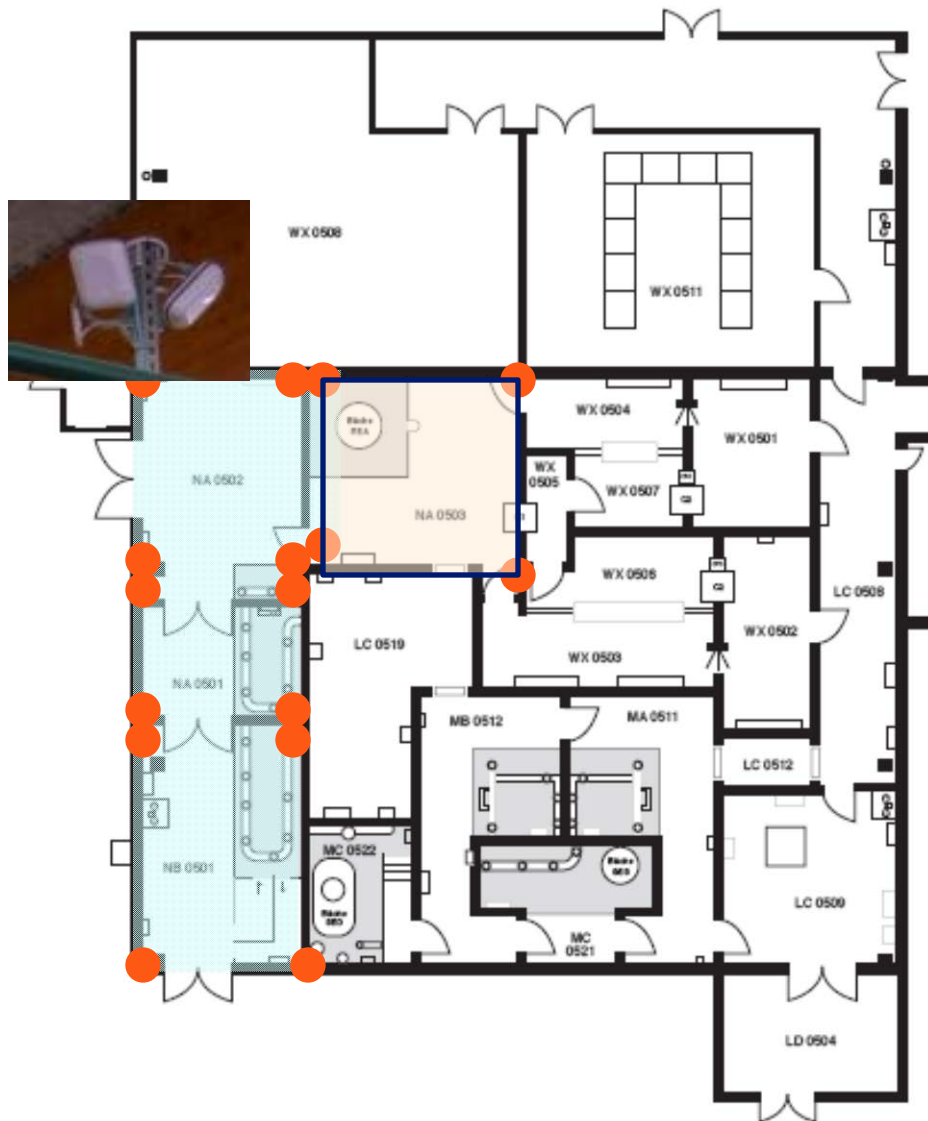 WX 0508
WX 0511
WX 0504
WX 0501
WX
0505
WX 0507
NA 0502
NA 0503
WX 0506
LC 0508
WX 0502
LC 0519
WX 0503
NA 0501
MB 0512
MA 0511
LC 0512
MC 0522
NB 0501
LC 0509
MC
0521
LD 0504